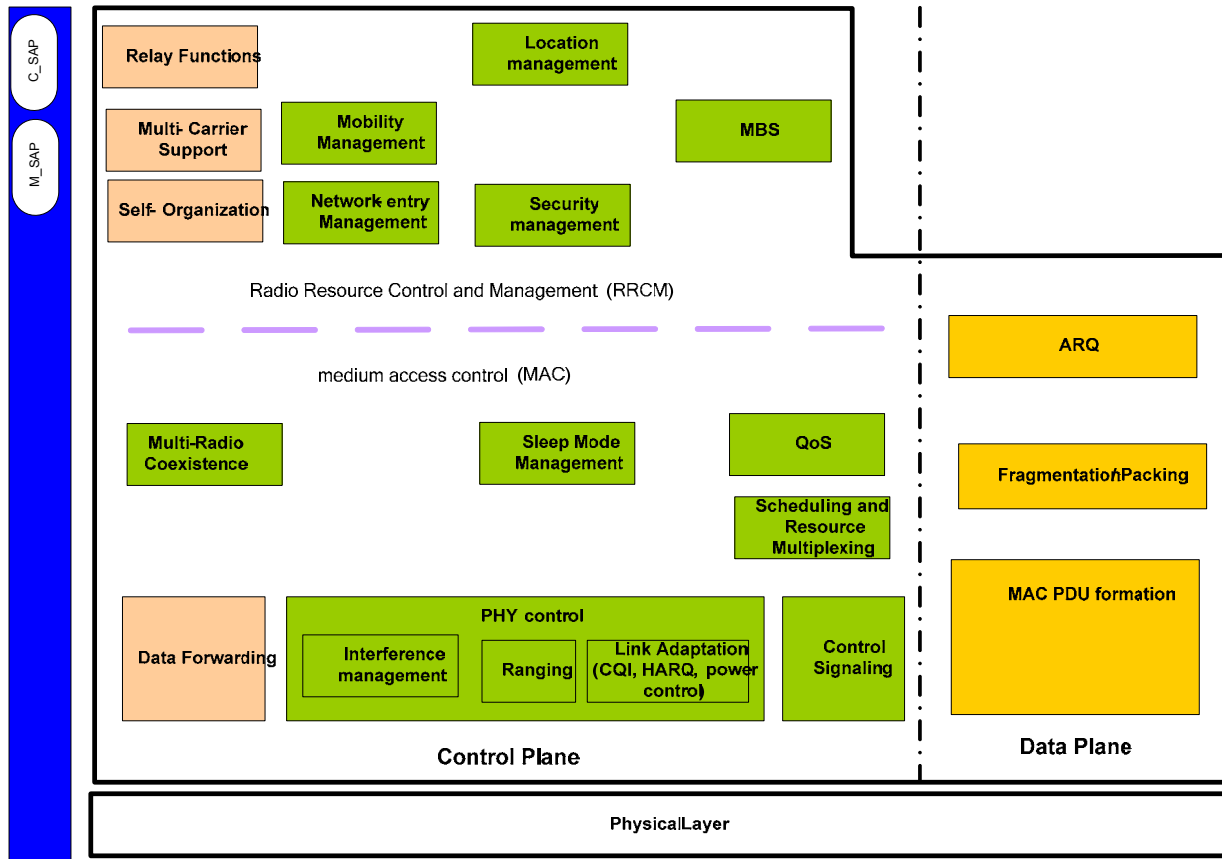 C_SAP
M_SAP
Relay Functions
Location
management
Multi- Carrier
Support
Mobility
Management
MBS
Self- Organization
Network entry
Management
Security
management
Radio Resource Control and Management (RRCM)
medium access control (MAC)
ARQ
Multi-Radio
Coexistence
Sleep Mode
Management
QoS
Fragmentation/Packing
Scheduling and
Resource
Multiplexing
MAC PDU formation
PHY control
Data Forwarding
Interference
management
Ranging
Link Adaptation
(CQI, HARQ, power
control)
Control
Signaling
Control Plane
Data Plane
PhysicalLayer